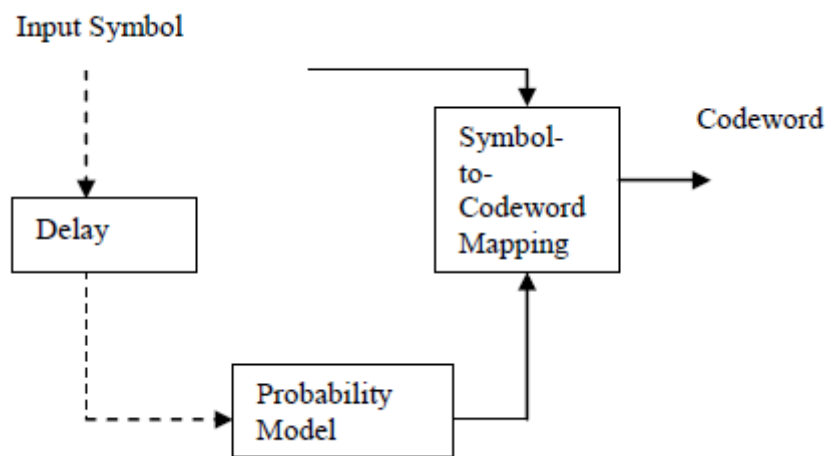 Input Symbol
Codeword
Symbol-
to-
Codeword
Mapping
Delay
Probability
Model